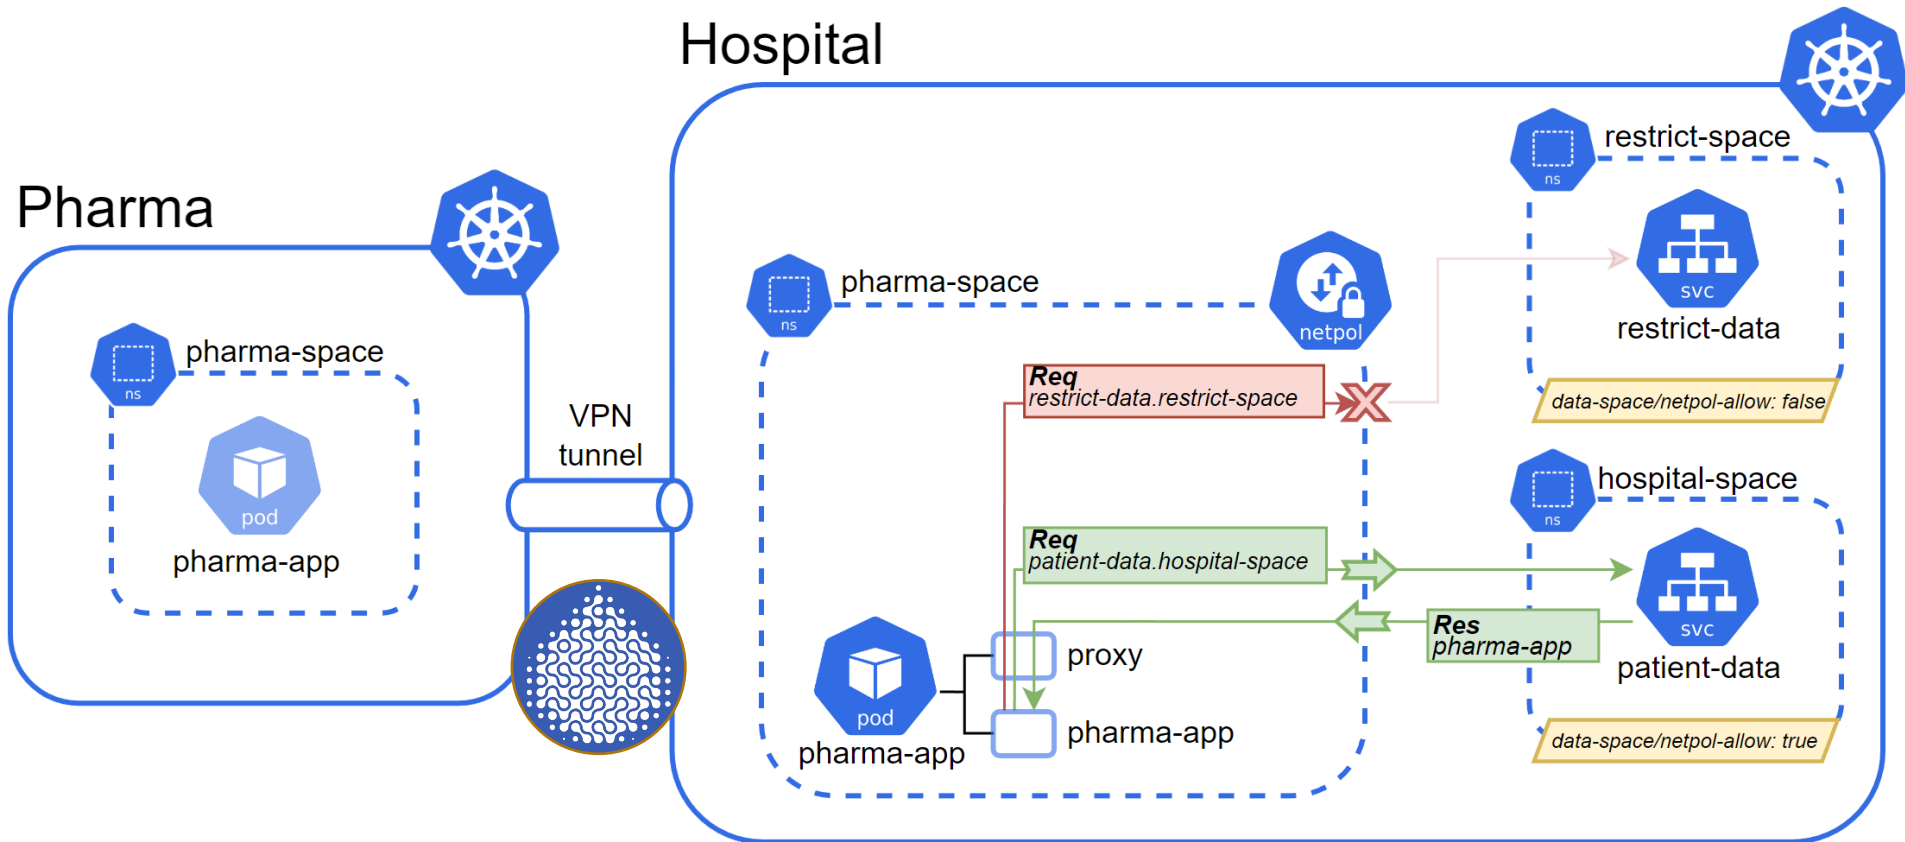 Hospital
Pharma
restrict-space
ns
svc
restrict-data
data-space/netpol-allow: false
pharma-space
ns
netpol
pharma-space
ns
pod
pharma-app
VPN
tunnel
Req
restrict-data.restrict-space
hospital-space
ns
Req
patient-data.hospital-space
svc
patient-data
Res
pharma-app
proxy
pod
pharma-app
pharma-app
data-space/netpol-allow: true